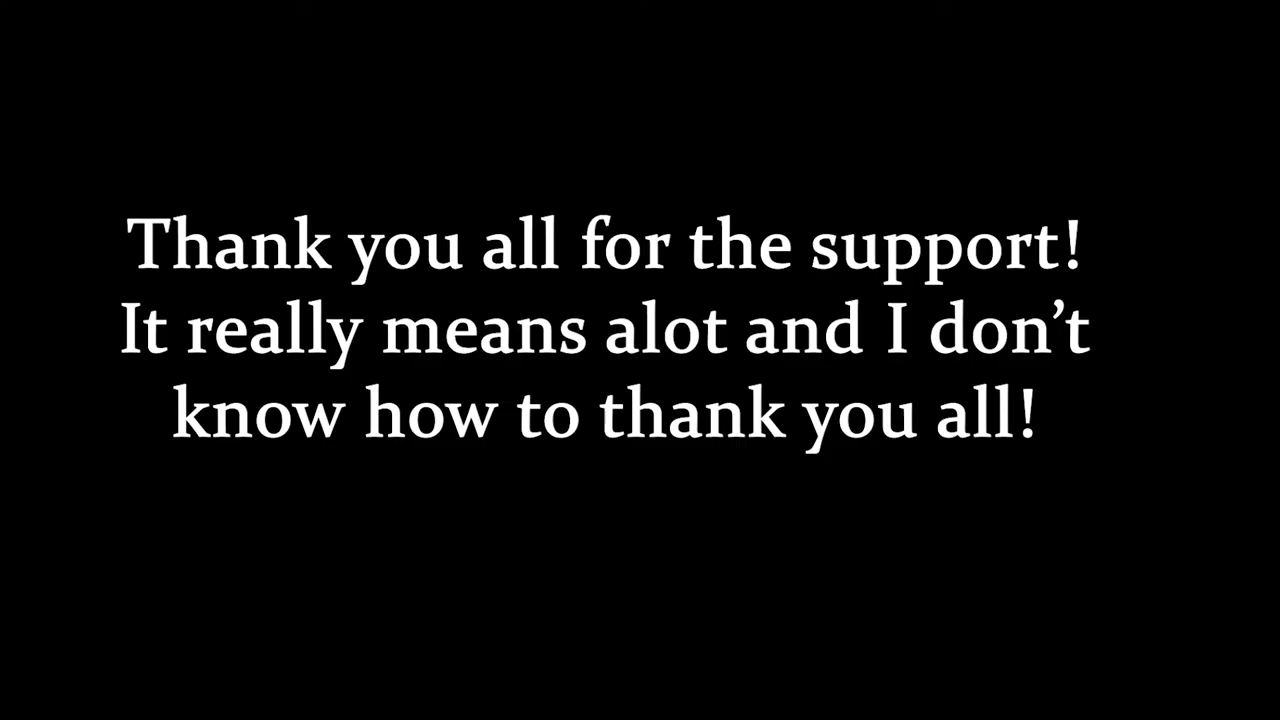 Thank you all for the support!
It really means alot and I don’t
know how to thank you all!